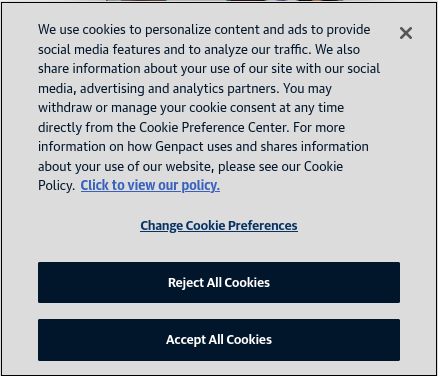 We use cookies to personalize content and ads to provide
social media features and to analyze our traffic. We also
share information about your use of our site with our social
media, advertising and analytics partners. You may
withdraw or manage your cookie consent at any time
directly from the Cookie Preference Center. For more
information on how Genpact uses and shares information
about your use of our website, please see our Cookie
Policy. Click to view our policy.
Change Cookie Preferences
Reject All Cookies
Accept All Cookies